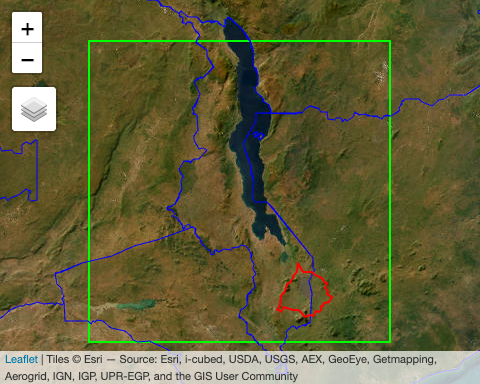 +
−
Leaflet | Tiles © Esri — Source: Esri, i-cubed, USDA, USGS, AEX, GeoEye, Getmapping,
Aerogrid, IGN, IGP, UPR-EGP, and the GIS User Community